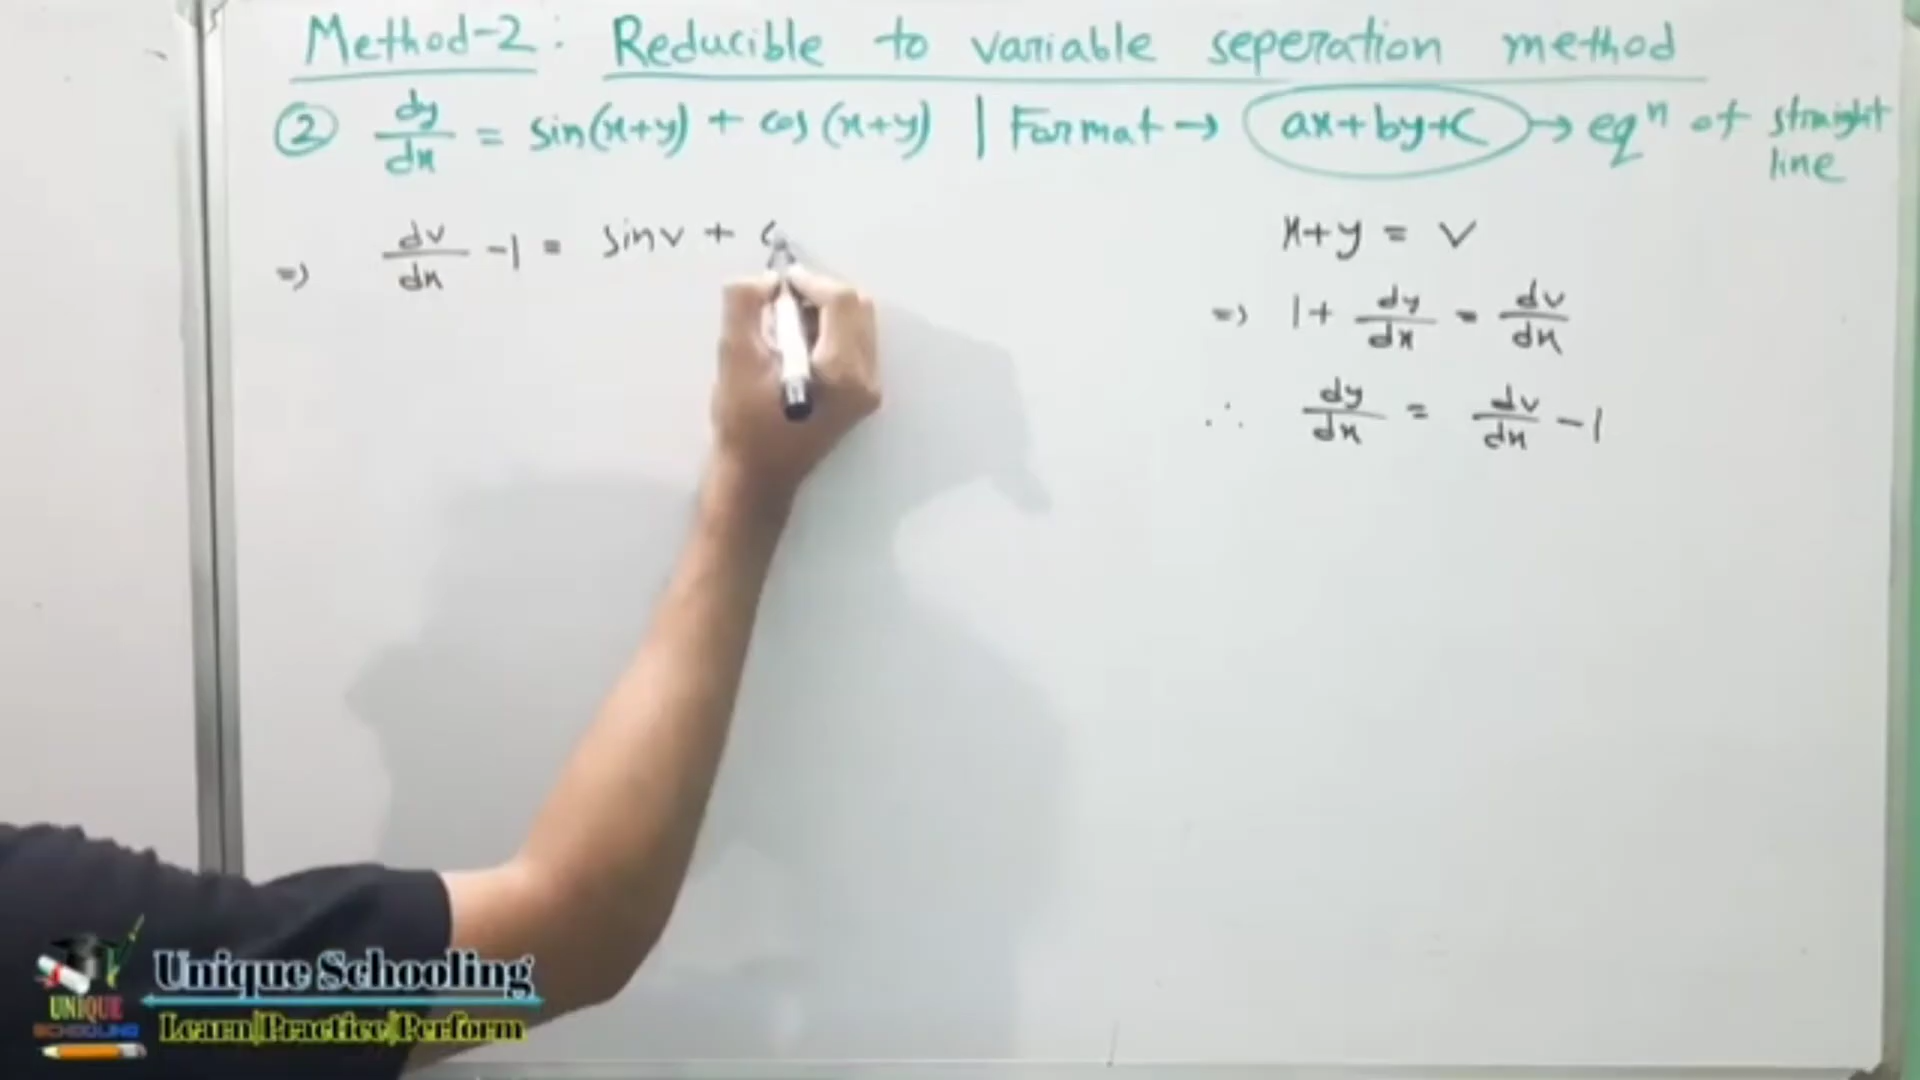 Method-2: Reducible to variable seperation method
② dy/dx = sin(x+y) + cos(x+y) | Format → ax+by+c → eqⁿ of straight line
⇒ dv/dx -1 = sinv + c
x+y = v
⇒ 1+ dy/dx = dv/dx
∴ dy/dx = dv/dx -1
UNIQUE
SCHOOLING
Unique Schooling
Learn|Practice|Perform